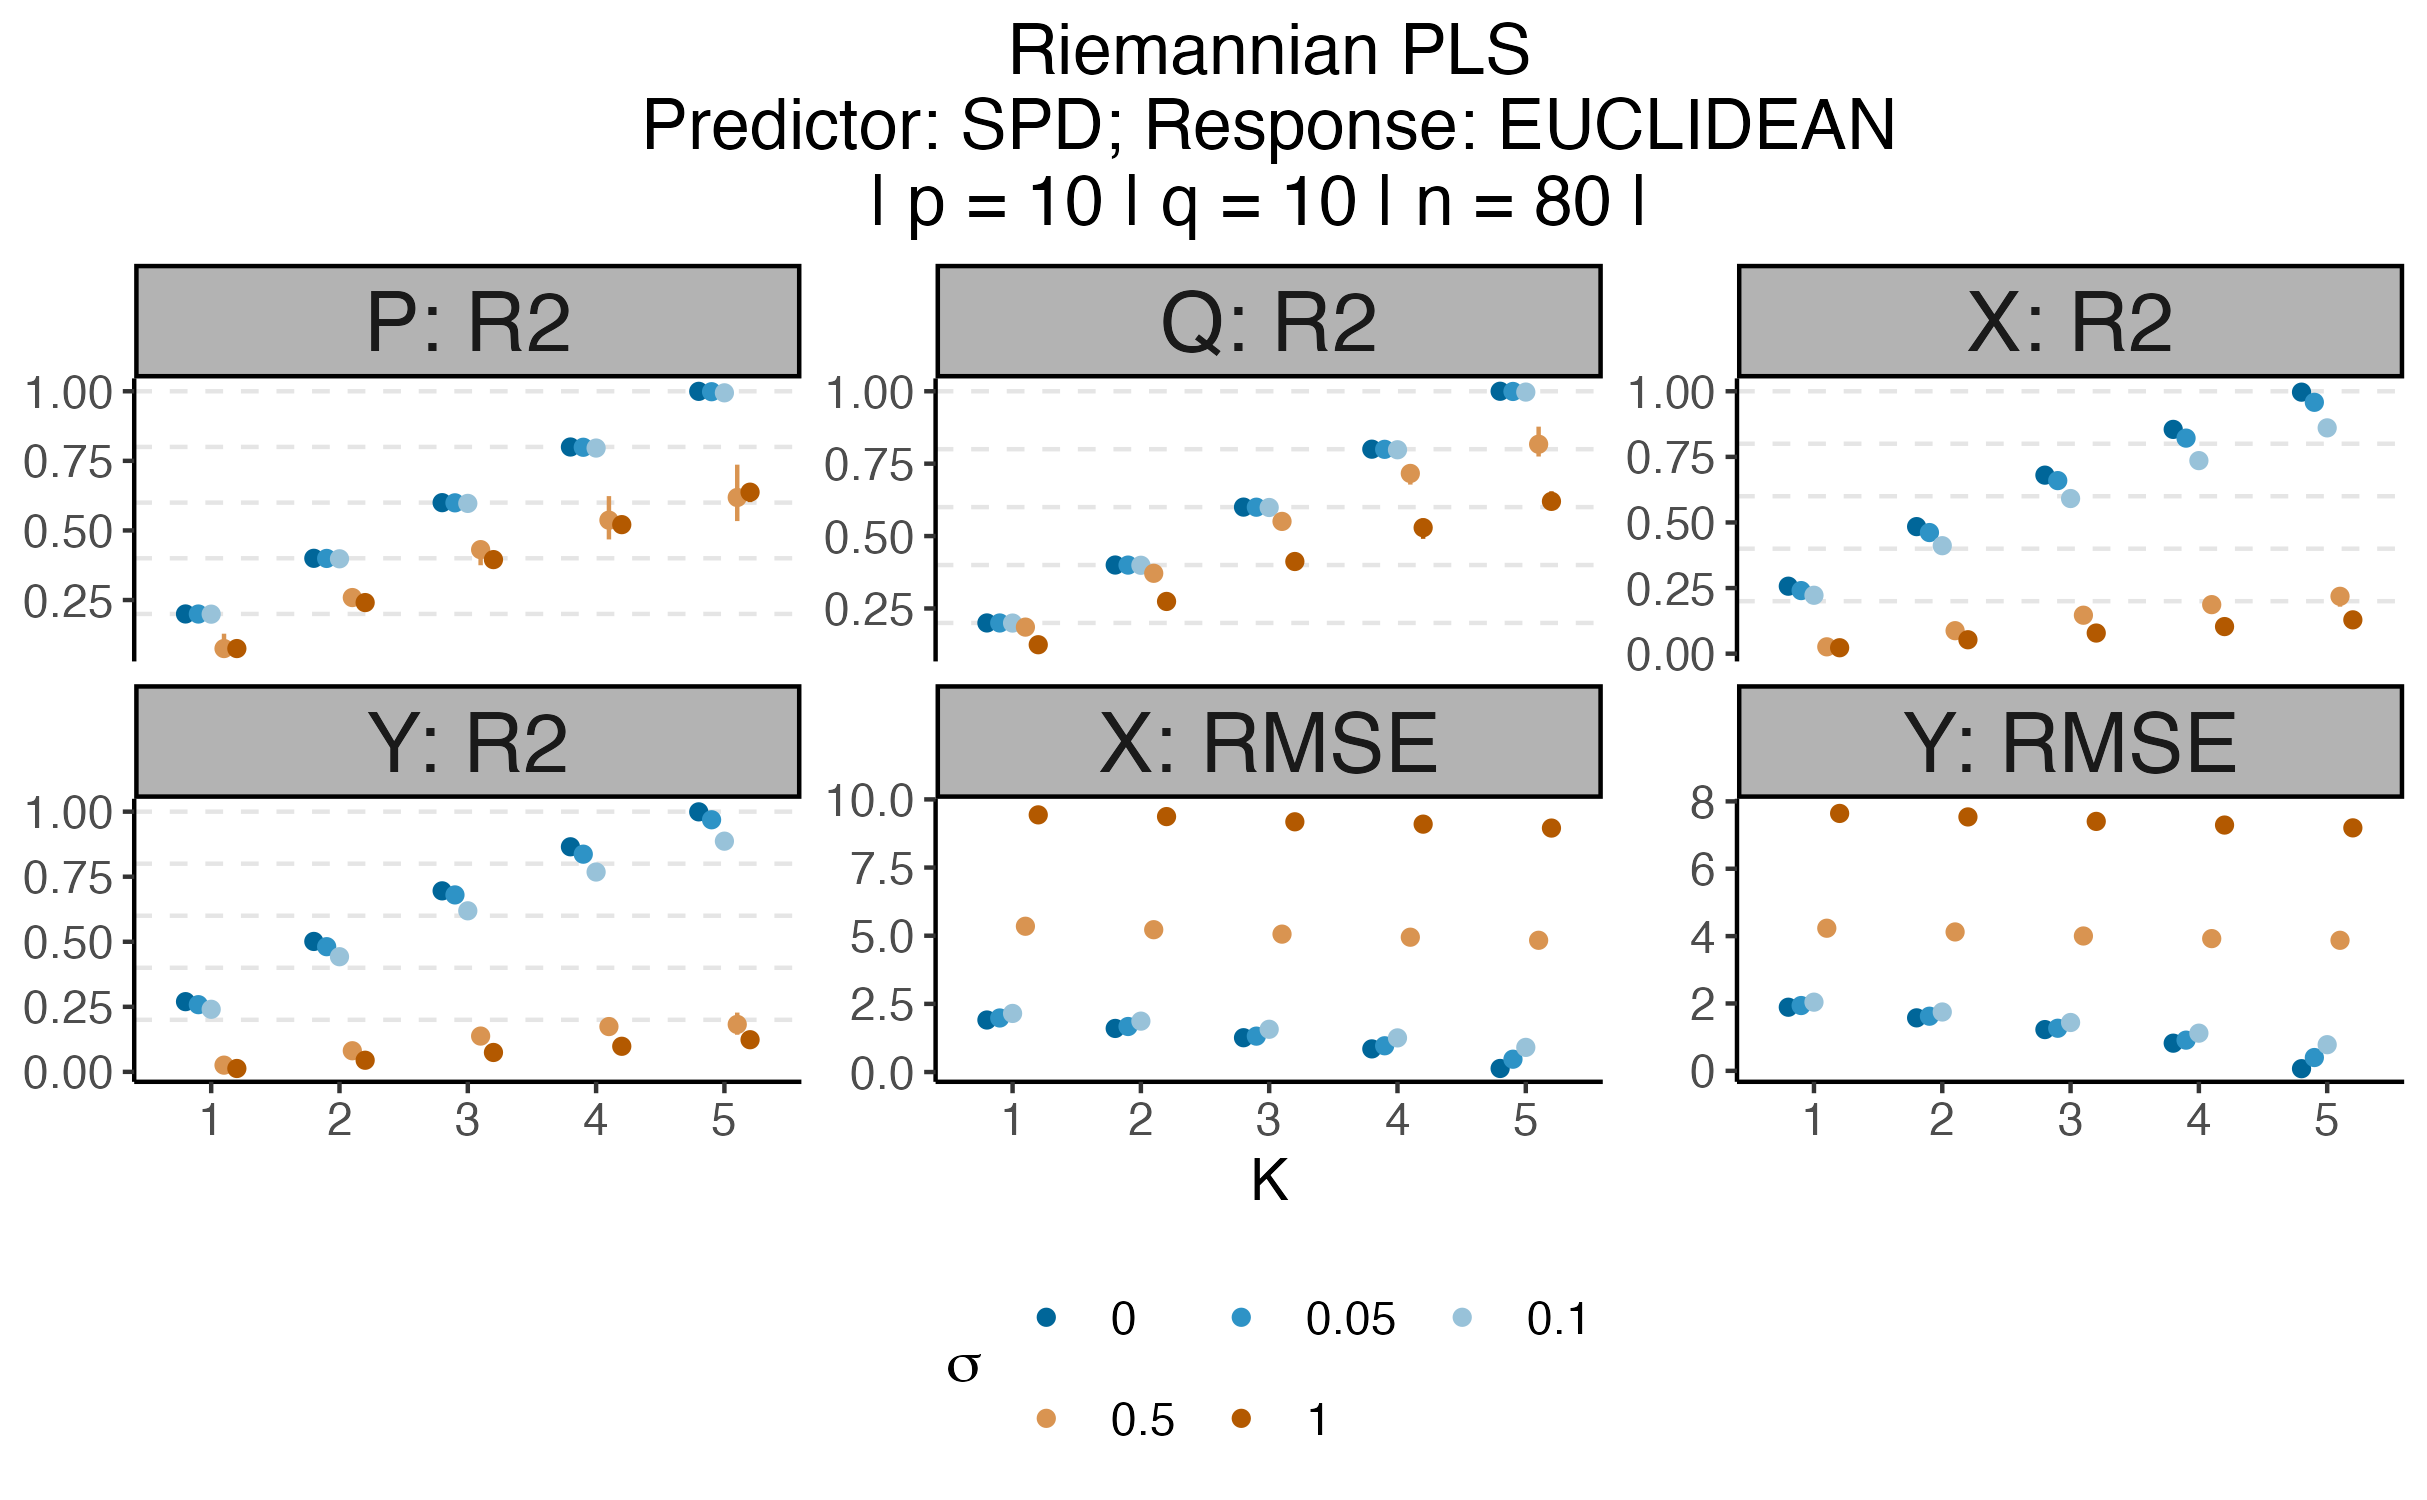 Riemannian PLS
Predictor: SPD; Response: EUCLIDEAN
| p = 10 | q = 10 | n = 80 |
P: R2
Q: R2
X: R2
1.00
0.75
0.50
0.25
1.00
0.75
0.50
0.25
1.00
0.75
0.50
0.25
0.00
Y: R2
X: RMSE
Y: RMSE
1.00
0.75
0.50
0.25
0.00
10.0
7.5
5.0
2.5
0.0
8
6
4
2
0
1 2 3 4 5
1 2 3 4 5
1 2 3 4 5
K
σ
0 0.05 0.1
0.5 1